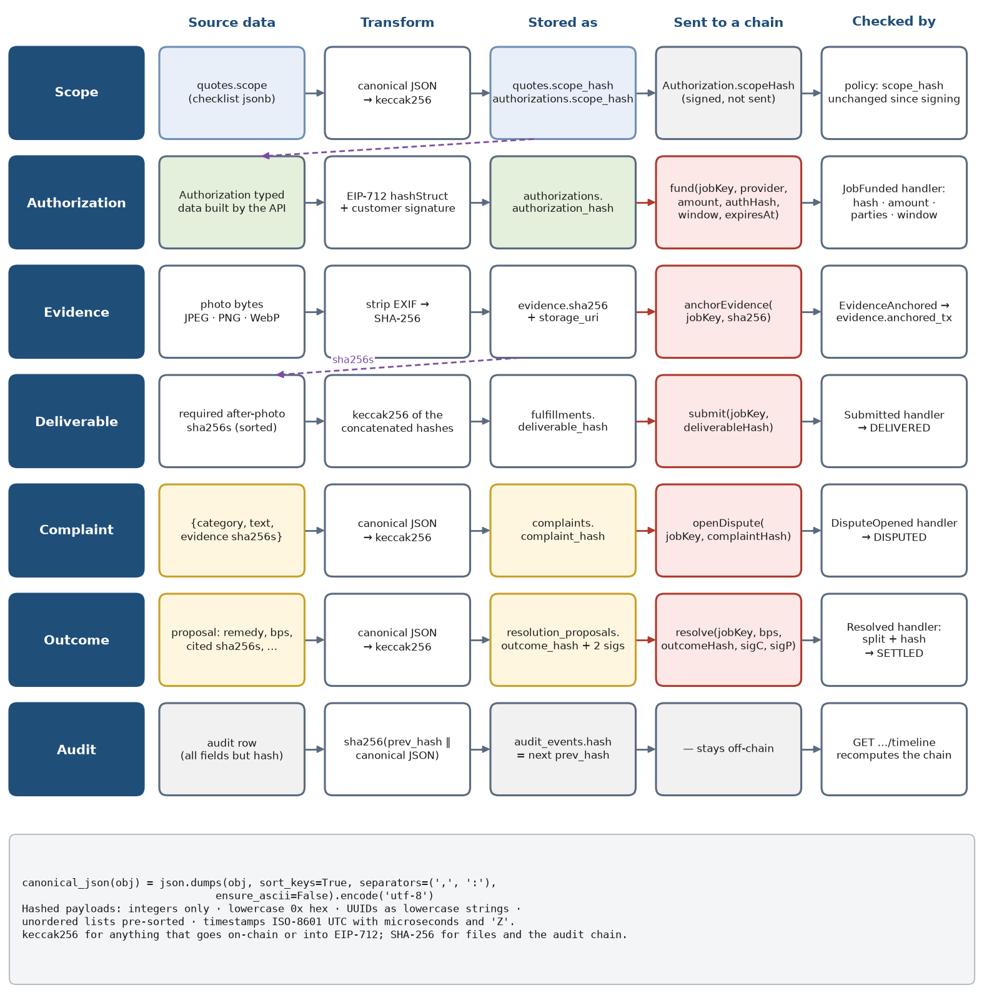 Source data
Transform
Stored as
Sent to a chain
Checked by
Scope
quotes.scope
(checklist jsonb)
canonical JSON
→ keccak256
quotes.scope_hash
authorizations.scope_hash
Authorization.scopeHash
(signed, not sent)
policy: scope_hash
unchanged since signing
Authorization
Authorization typed
data built by the API
EIP-712 hashStruct
+ customer signature
authorizations.
authorization_hash
fund(jobKey, provider,
amount, authHash,
window, expiresAt)
JobFunded handler:
hash · amount ·
parties · window
Evidence
photo bytes
JPEG · PNG · WebP
strip EXIF →
SHA-256
evidence.sha256
+ storage_uri
anchorEvidence(
jobKey, sha256)
EvidenceAnchored →
evidence.anchored_tx
sha256s
Deliverable
required after-photo
sha256s (sorted)
keccak256 of the
concatenated hashes
fulfillments.
deliverable_hash
submit(jobKey,
deliverableHash)
Submitted handler
→ DELIVERED
Complaint
{category, text,
evidence sha256s}
canonical JSON
→ keccak256
complaints.
complaint_hash
openDispute(
jobKey, complaintHash)
DisputeOpened handler
→ DISPUTED
Outcome
proposal: remedy, bps,
cited sha256s, …
canonical JSON
→ keccak256
resolution_proposals.
outcome_hash + 2 sigs
resolve(jobKey, bps,
outcomeHash, sigC, sigP)
Resolved handler:
split + hash
→ SETTLED
Audit
audit row
(all fields but hash)
sha256(prev_hash ‖
canonical JSON)
audit_events.hash
= next prev_hash
— stays off-chain
GET …/timeline
recomputes the chain
canonical_json(obj) = json.dumps(obj, sort_keys=True, separators=(',', ':'),
ensure_ascii=False).encode('utf-8')
Hashed payloads: integers only · lowercase 0x hex · UUIDs as lowercase strings ·
unordered lists pre-sorted · timestamps ISO-8601 UTC with microseconds and 'Z'.
keccak256 for anything that goes on-chain or into EIP-712; SHA-256 for files and the audit chain.